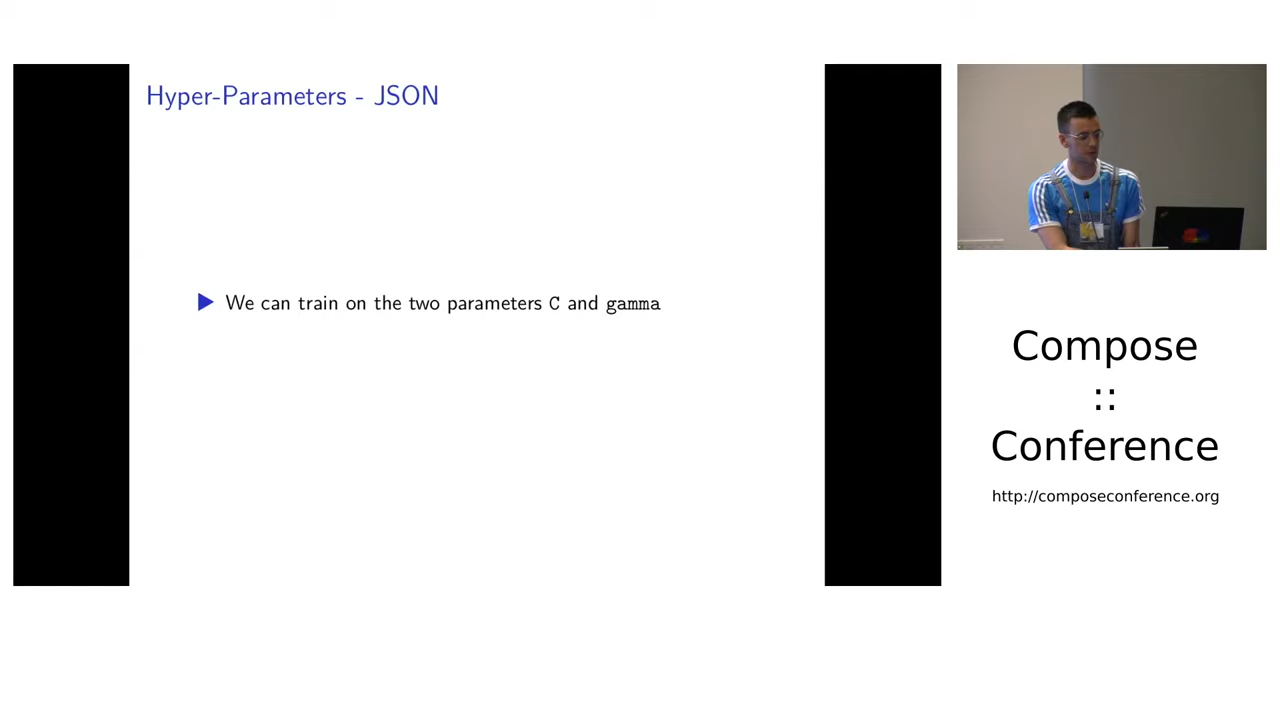 Hyper-Parameters - JSON
▶ We can train on the two parameters C and gamma
Compose
::
Conference
http://composeconference.org